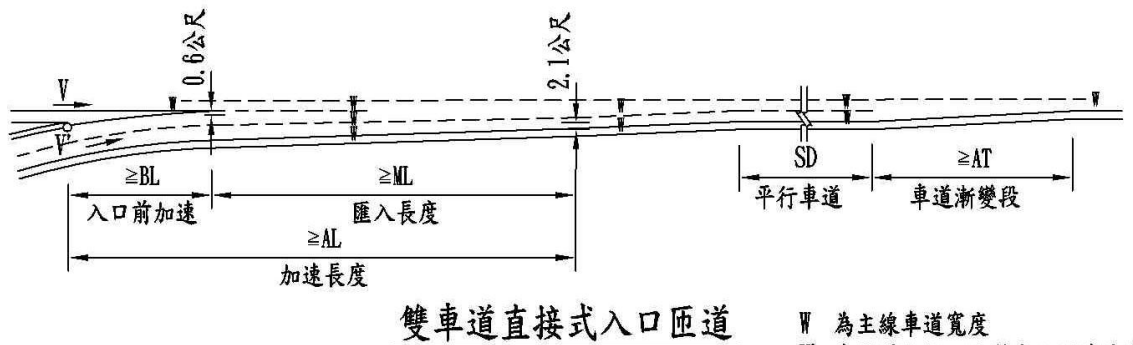 0.6公尺
2.1公尺
V
W
W
W
W
W
W
W
W
V'
≧BL
≧ML
SD
≧AT
入口前加速
匯入長度
平行車道
車道漸變段
≧AL
加速長度
雙車道直接式入口匝道
W 為主線車道寬度